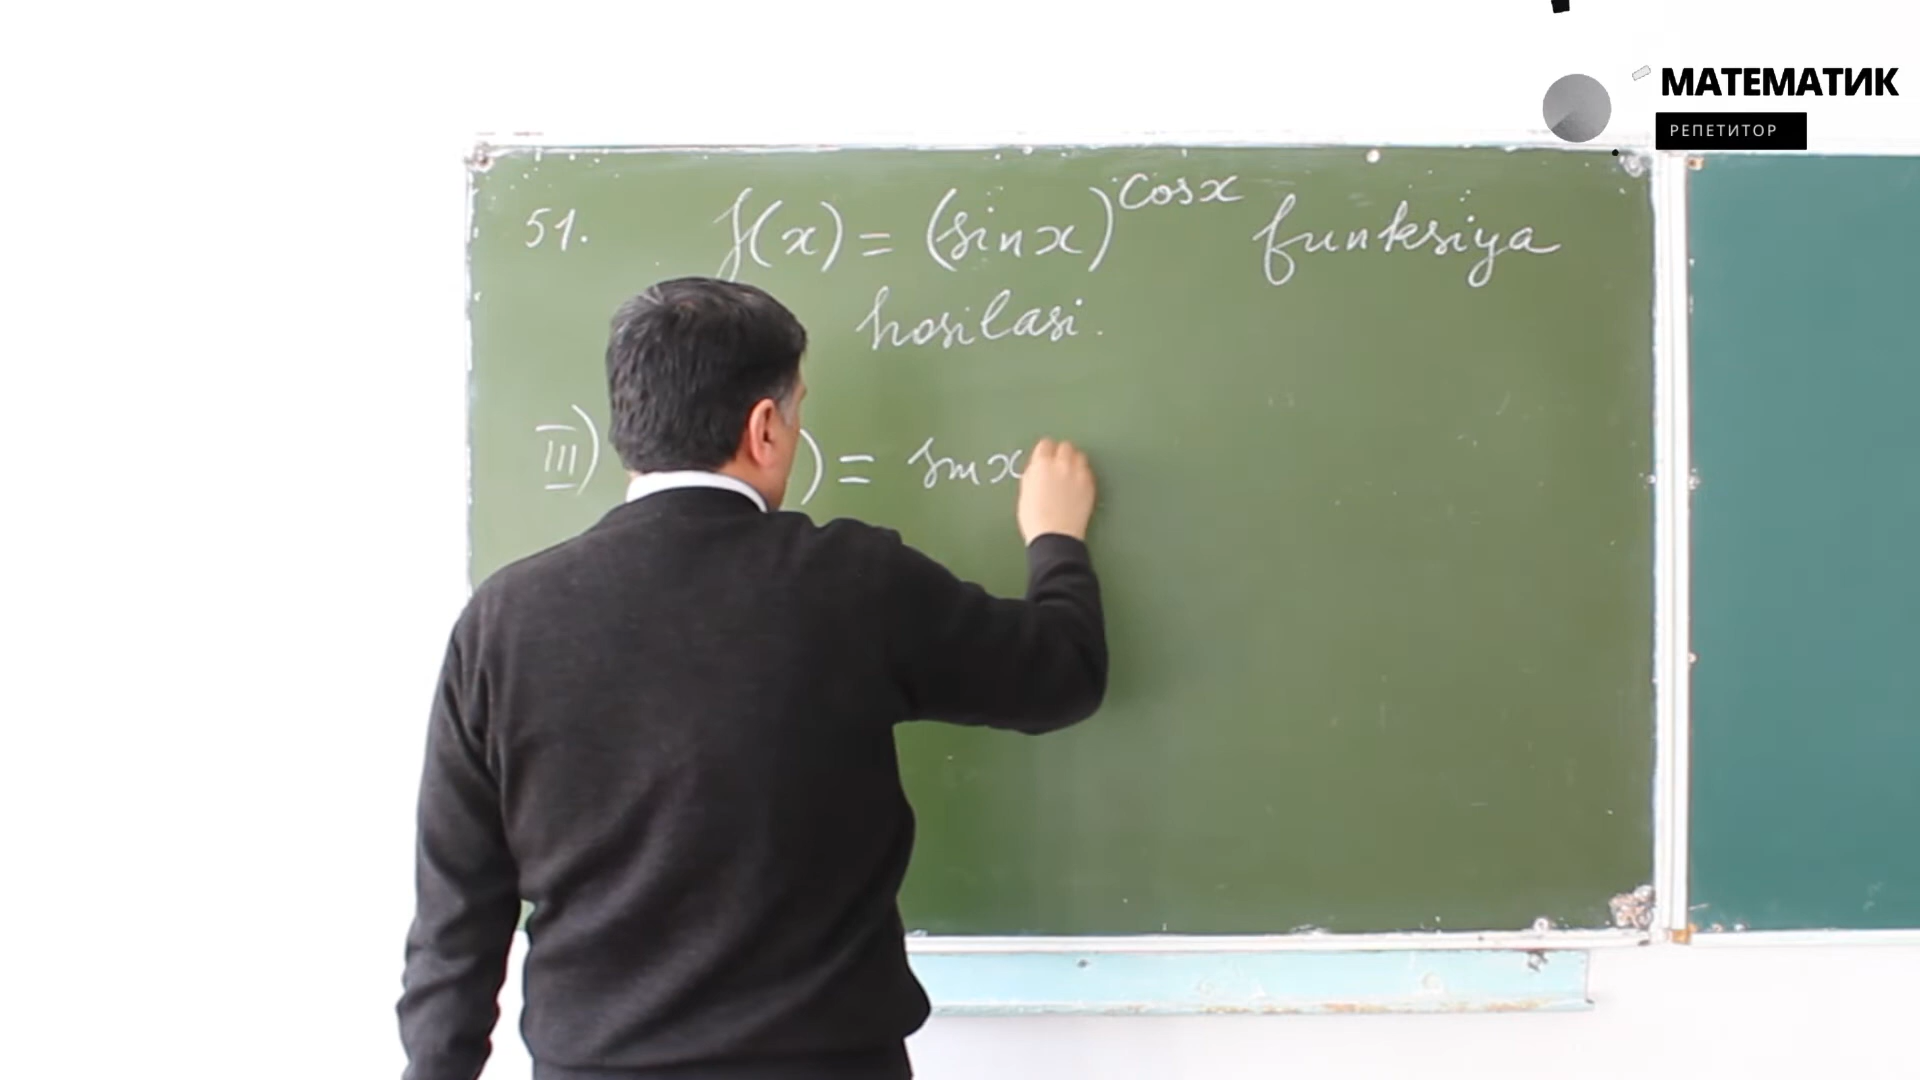 МАТЕМАТИК
РЕПЕТИТОР
51. f(x) = (sinx)^cosx funksiya
hosilasi.
III) ) = sinx